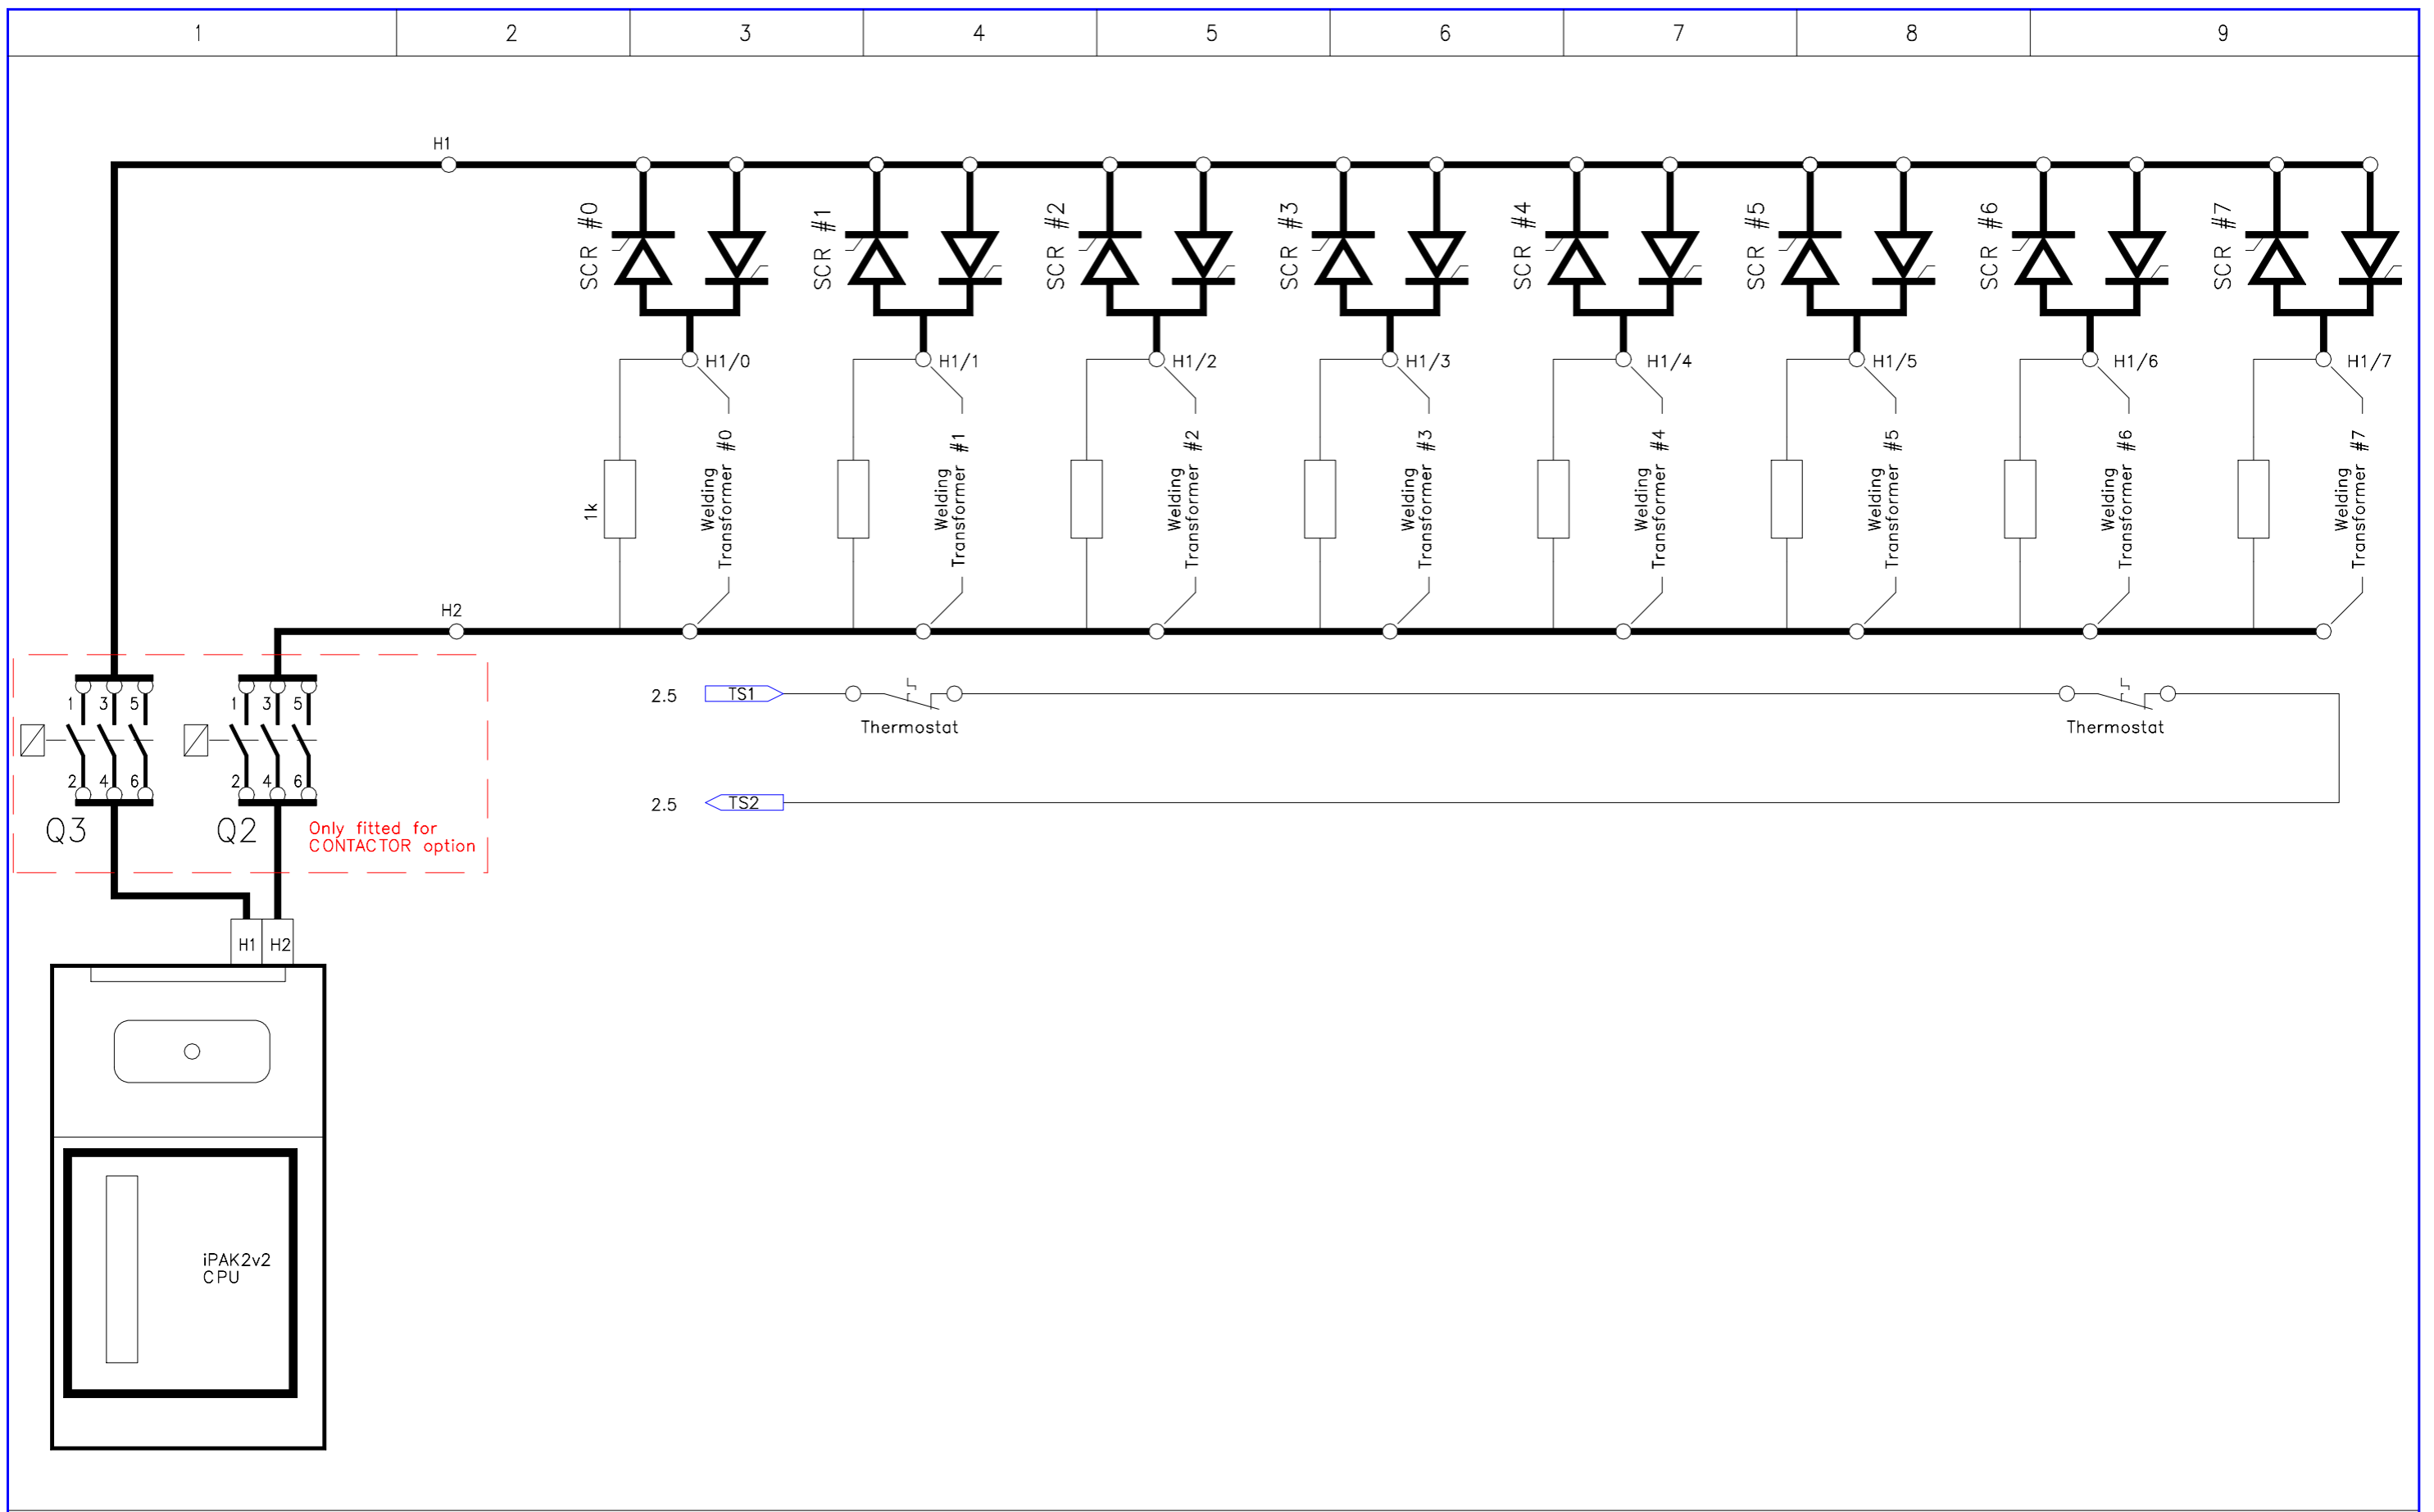 1 2 3 4 5 6 7 8 9
H1
SCR #0
SCR #1
SCR #2
SCR #3
SCR #4
SCR #5
SCR #6
SCR #7
H1/0 H1/1 H1/2 H1/3 H1/4 H1/5 H1/6 H1/7
1k
Welding
Transformer #0
Welding
Transformer #1
Welding
Transformer #2
Welding
Transformer #3
Welding
Transformer #4
Welding
Transformer #5
Welding
Transformer #6
Welding
Transformer #7
H2
1 3 5 1 3 5
2 4 6 2 4 6
Q3 Q2
Only fitted for
CONTACTOR option
2.5 TS1
Thermostat Thermostat
2.5 TS2
H1 H2
iPAK2v2
CPU